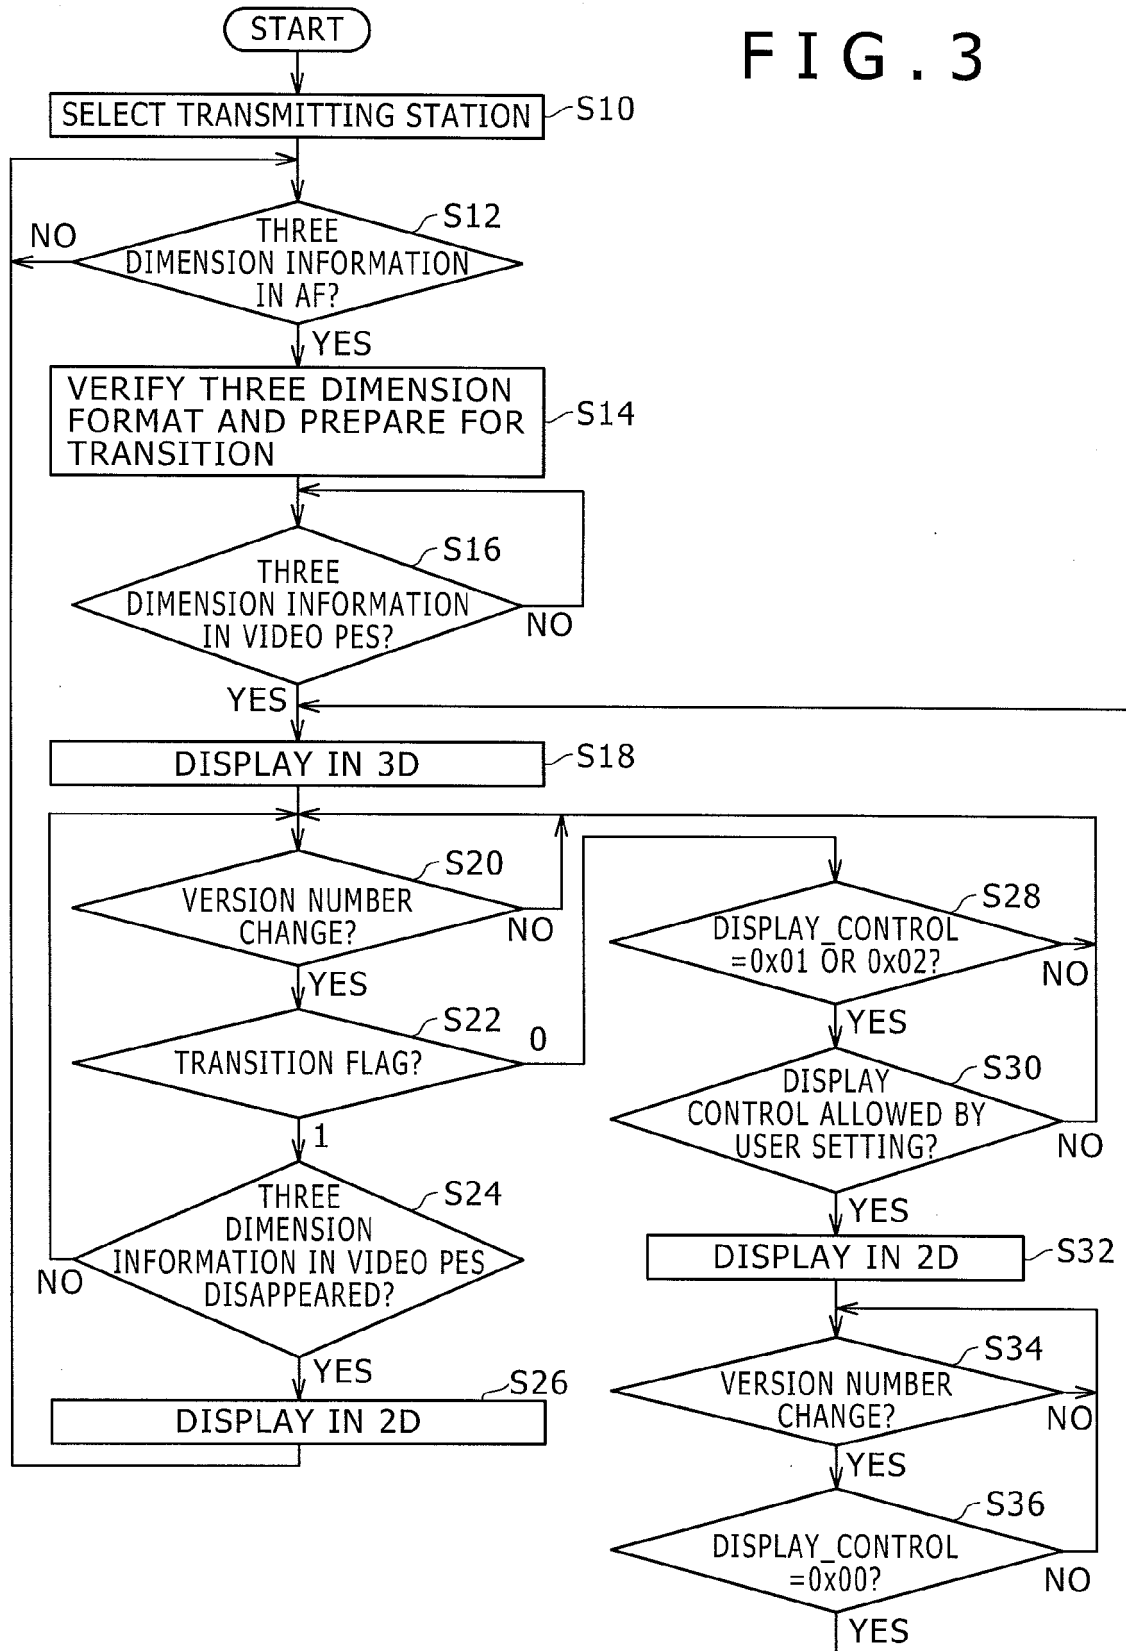 FIG.3
START
SELECT TRANSMITTING STATION
S10
S12
THREE
DIMENSION INFORMATION
IN AF?
NO
YES
VERIFY THREE DIMENSION
FORMAT AND PREPARE FOR
TRANSITION
S14
S16
THREE
DIMENSION INFORMATION
IN VIDEO PES?
NO
YES
DISPLAY IN 3D
S18
S20
VERSION NUMBER
CHANGE?
NO
YES
S22
TRANSITION FLAG?
0
1
S24
THREE
DIMENSION
INFORMATION IN VIDEO PES
DISAPPEARED?
NO
YES
S26
DISPLAY IN 2D
S28
DISPLAY_CONTROL
=0x01 OR 0x02?
NO
YES
S30
DISPLAY
CONTROL ALLOWED BY
USER SETTING?
NO
YES
DISPLAY IN 2D
S32
S34
VERSION NUMBER
CHANGE?
NO
YES
S36
DISPLAY_CONTROL
=0x00?
NO
YES